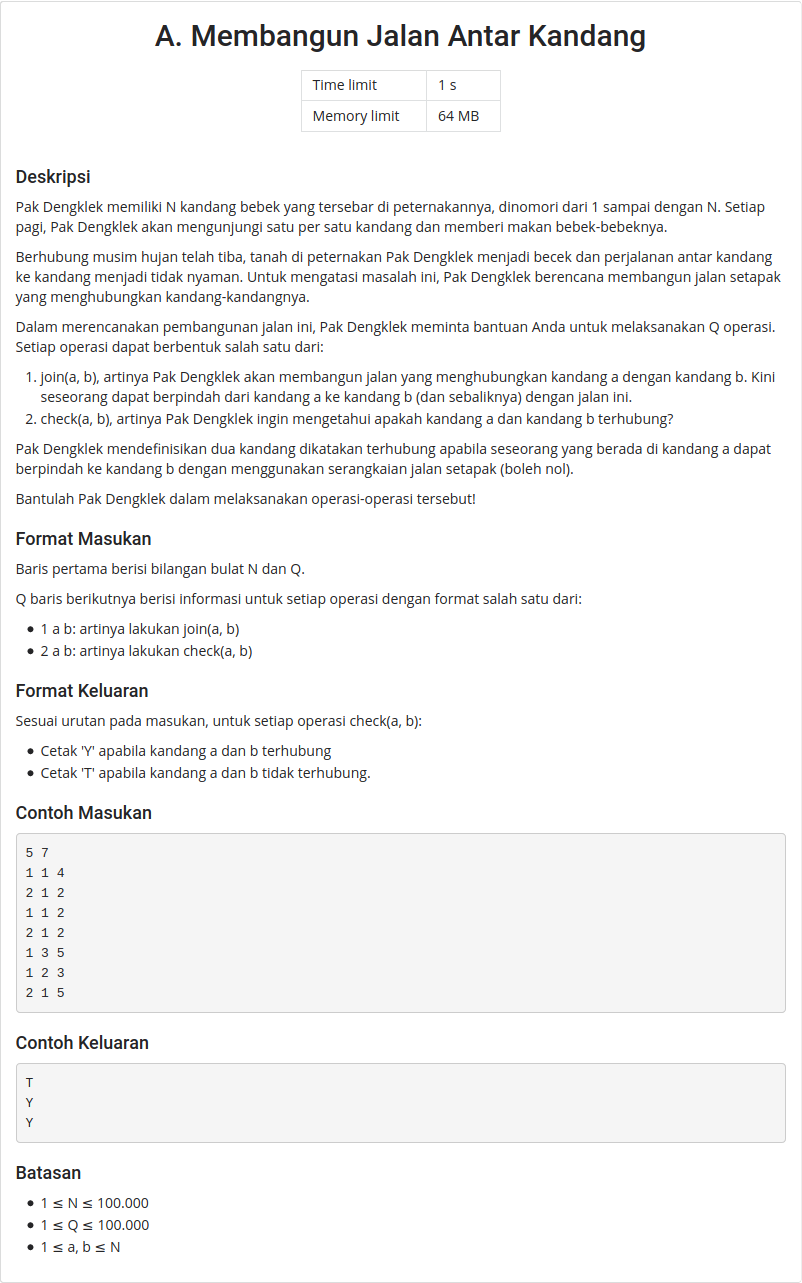 A. Membangun Jalan Antar Kandang
Time limit 1 s
Memory limit 64 MB
Deskripsi
Pak Dengklek memiliki N kandang bebek yang tersebar di peternakannya, dinomori dari 1 sampai dengan N. Setiap
pagi, Pak Dengklek akan mengunjungi satu per satu kandang dan memberi makan bebek-bebeknya.
Berhubung musim hujan telah tiba, tanah di peternakan Pak Dengklek menjadi becek dan perjalanan antar kandang
ke kandang menjadi tidak nyaman. Untuk mengatasi masalah ini, Pak Dengklek berencana membangun jalan setapak
yang menghubungkan kandang-kandangnya.
Dalam merencanakan pembangunan jalan ini, Pak Dengklek meminta bantuan Anda untuk melaksanakan Q operasi.
Setiap operasi dapat berbentuk salah satu dari:
1. join(a, b), artinya Pak Dengklek akan membangun jalan yang menghubungkan kandang a dengan kandang b. Kini
seseorang dapat berpindah dari kandang a ke kandang b (dan sebaliknya) dengan jalan ini.
2. check(a, b), artinya Pak Dengklek ingin mengetahui apakah kandang a dan kandang b terhubung?
Pak Dengklek mendefinisikan dua kandang dikatakan terhubung apabila seseorang yang berada di kandang a dapat
berpindah ke kandang b dengan menggunakan serangkaian jalan setapak (boleh nol).
Bantulah Pak Dengklek dalam melaksanakan operasi-operasi tersebut!
Format Masukan
Baris pertama berisi bilangan bulat N dan Q.
Q baris berikutnya berisi informasi untuk setiap operasi dengan format salah satu dari:
• 1 a b: artinya lakukan join(a, b)
• 2 a b: artinya lakukan check(a, b)
Format Keluaran
Sesuai urutan pada masukan, untuk setiap operasi check(a, b):
• Cetak 'Y' apabila kandang a dan b terhubung
• Cetak 'T' apabila kandang a dan b tidak terhubung.
Contoh Masukan
5 7
1 1 4
2 1 2
1 1 2
2 1 2
1 3 5
1 2 3
2 1 5
Contoh Keluaran
T
Y
Y
Batasan
• 1 ≤ N ≤ 100.000
• 1 ≤ Q ≤ 100.000
• 1 ≤ a, b ≤ N